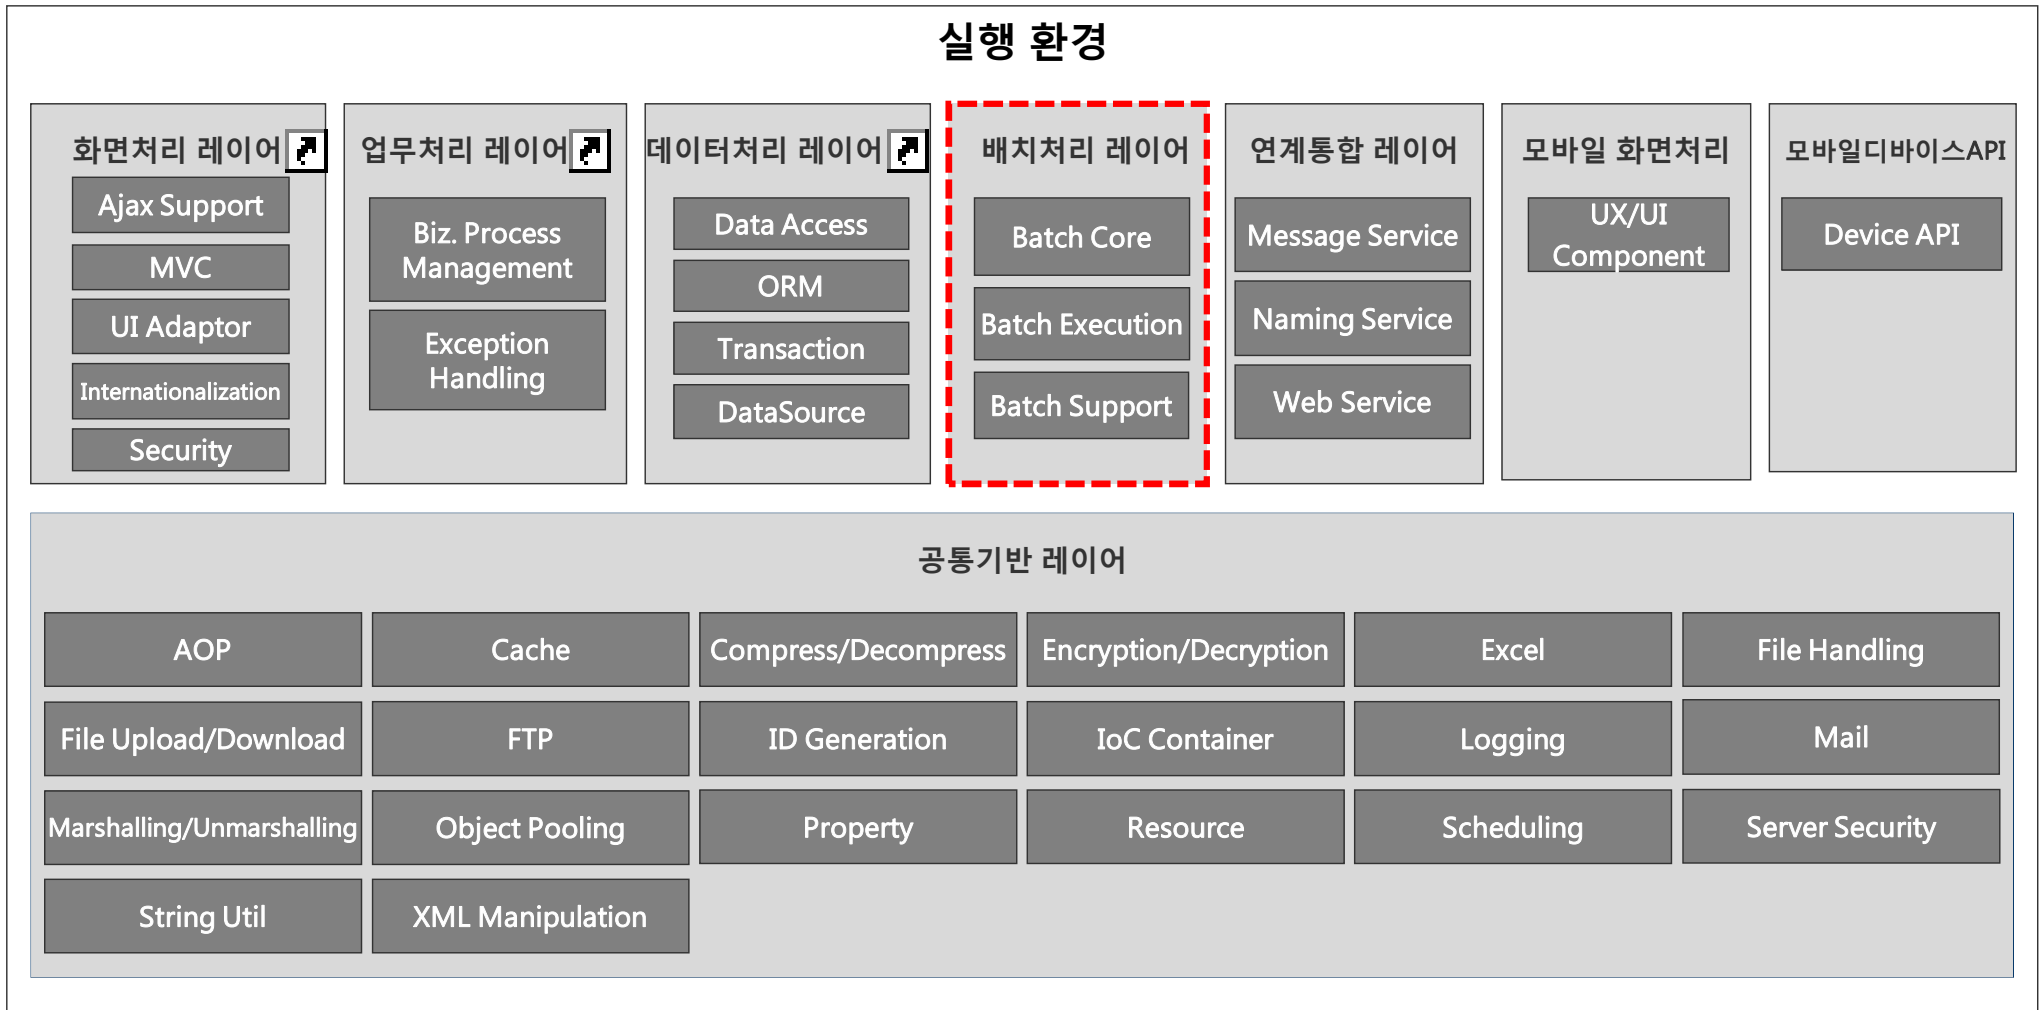 실행 환경
화면처리 레이어
Ajax Support
MVC
UI Adaptor
Internationalization
Security
업무처리 레이어
Biz. Process
Management
Exception
Handling
데이터처리 레이어
Data Access
ORM
Transaction
DataSource
배치처리 레이어
Batch Core
Batch Execution
Batch Support
연계통합 레이어
Message Service
Naming Service
Web Service
모바일 화면처리
UX/UI
Component
모바일디바이스API
Device API
공통기반 레이어
AOP
Cache
Compress/Decompress
Encryption/Decryption
Excel
File Handling
File Upload/Download
FTP
ID Generation
IoC Container
Logging
Mail
Marshalling/Unmarshalling
Object Pooling
Property
Resource
Scheduling
Server Security
String Util
XML Manipulation